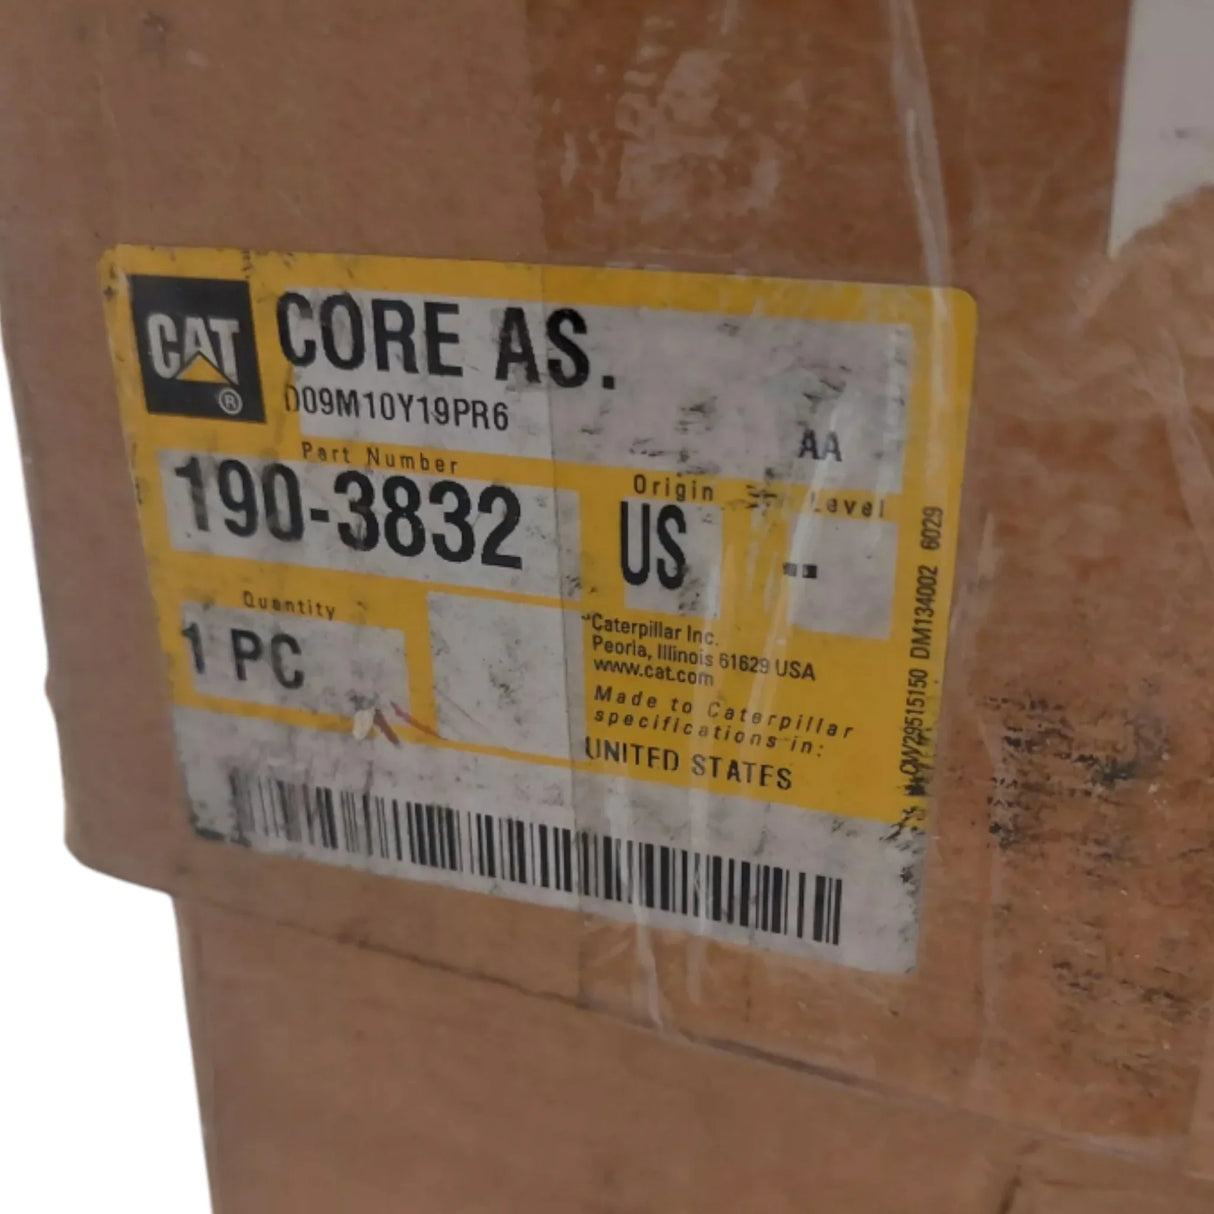 CAT ®
CORE AS.
D09M10Y19PR6
AA
Part Number
190-3832
Origin
US
Level
--
Quantity
1 PC
Caterpillar Inc.
Peoria, Illinois 61629 USA
www.cat.com
Made to Caterpillar
specifications in:
UNITED STATES
DM134002 6029